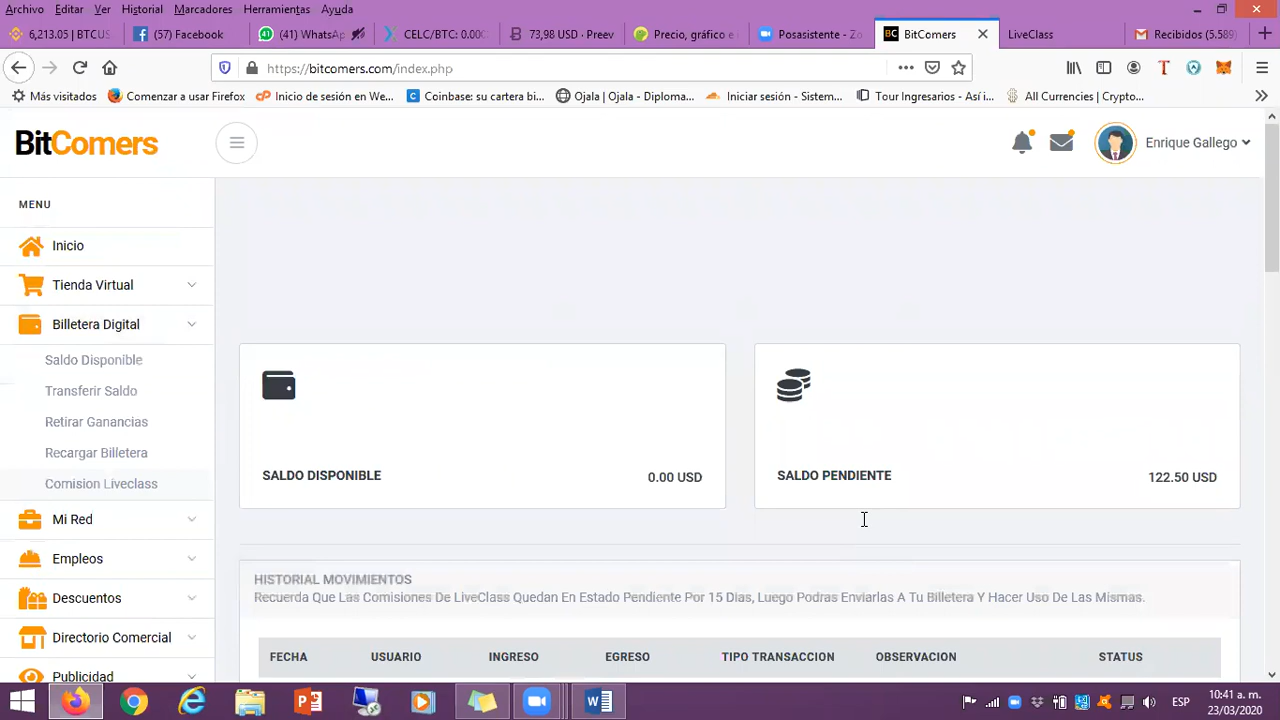 Archivo Editar Ver Historial Marcadores Herramientas Ayuda
6,213.05 | BTCUS (57) Facebook (41) WhatsAp CELC/BTC: 0.000 73,98 USD - Preev Precio, gráfico e Posasistente - Zo BitComers LiveClass Recibidos (5.589)
https://bitcomers.com/index.php
Más visitados Comenzar a usar Firefox Inicio de sesión en We... Coinbase: su cartera bi... Ojala | Ojala - Diploma... Iniciar sesión - Sistem... Tour Ingresarios - Así i... All Currencies | Crypto...
BitComers Enrique Gallego
MENU
Inicio
Tienda Virtual
Billetera Digital
Saldo Disponible
Transferir Saldo
Retirar Ganancias
Recargar Billetera
Comision Liveclass
Mi Red
Empleos
Descuentos
Directorio Comercial
Publicidad
SALDO DISPONIBLE 0.00 USD
SALDO PENDIENTE 122.50 USD
HISTORIAL MOVIMIENTOS
Recuerda Que Las Comisiones De LiveClass Quedan En Estado Pendiente Por 15 Dias, Luego Podras Enviarlas A Tu Billetera Y Hacer Uso De Las Mismas.
FECHA USUARIO INGRESO EGRESO TIPO TRANSACCION OBSERVACION STATUS
ESP 10:41 a. m.
23/03/2020